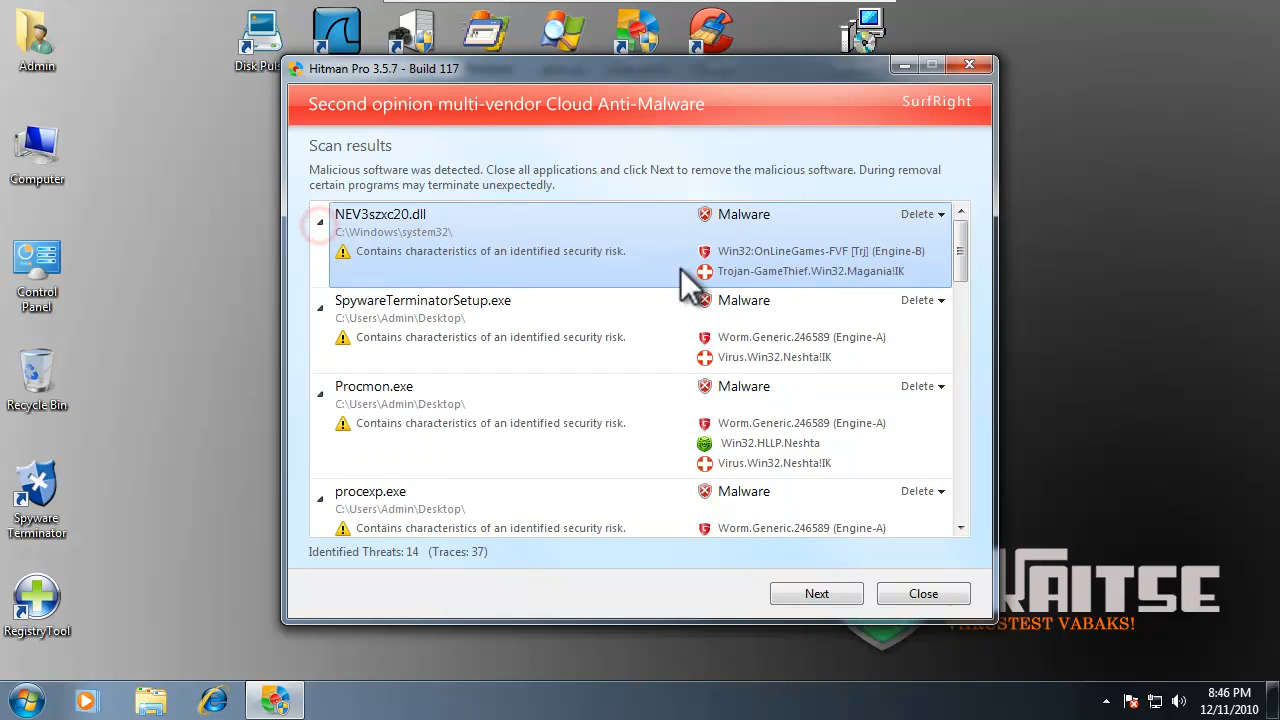 Admin
Disk Puls
Hitman Pro 3.5.7 - Build 117
Second opinion multi-vendor Cloud Anti-Malware
SurfRight
Scan results
Malicious software was detected. Close all applications and click Next to remove the malicious software. During removal
certain programs may terminate unexpectedly.
NEV3szxc20.dll
Malware
Delete
C:\Windows\system32\
Contains characteristics of an identified security risk.
Win32:OnLineGames-FVF [Trj] (Engine-B)
Trojan-GameThief.Win32.Magania!IK
SpywareTerminatorSetup.exe
Malware
Delete
C:\Users\Admin\Desktop\
Contains characteristics of an identified security risk.
Worm.Generic.246589 (Engine-A)
Virus.Win32.Neshta!IK
Procmon.exe
Malware
Delete
C:\Users\Admin\Desktop\
Contains characteristics of an identified security risk.
Worm.Generic.246589 (Engine-A)
Win32.HLLP.Neshta
Virus.Win32.Neshta!IK
procexp.exe
Malware
Delete
C:\Users\Admin\Desktop\
Contains characteristics of an identified security risk.
Worm.Generic.246589 (Engine-A)
Identified Threats: 14 (Traces: 37)
Next
Close
Computer
Control
Panel
Recycle Bin
Spyware
Terminator
RegistryTool
AITSE
VABAKS!
8:46 PM
12/11/2010